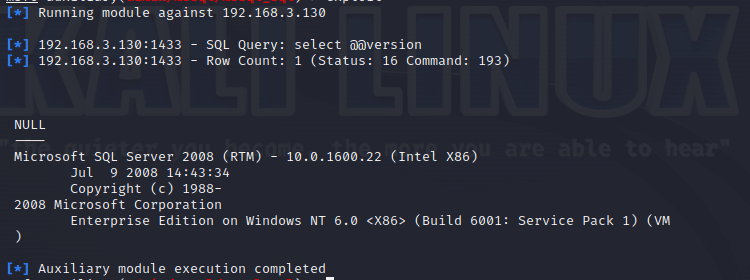 [*] Running module against 192.168.3.130
[*] 192.168.3.130:1433 - SQL Query: select @@version
[*] 192.168.3.130:1433 - Row Count: 1 (Status: 16 Command: 193)
KALI LINUX
NULL
----
"the quieter you become, the more you are able to hear"
Microsoft SQL Server 2008 (RTM) - 10.0.1600.22 (Intel X86)
Jul  9 2008 14:43:34
Copyright (c) 1988-
2008 Microsoft Corporation
Enterprise Edition on Windows NT 6.0 <X86> (Build 6001: Service Pack 1) (VM
)
[*] Auxiliary module execution completed